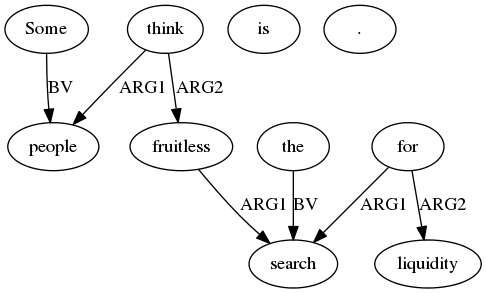 Some think is .
BV ARG1 ARG2
people fruitless the for
ARG1 BV ARG1 ARG2
search liquidity